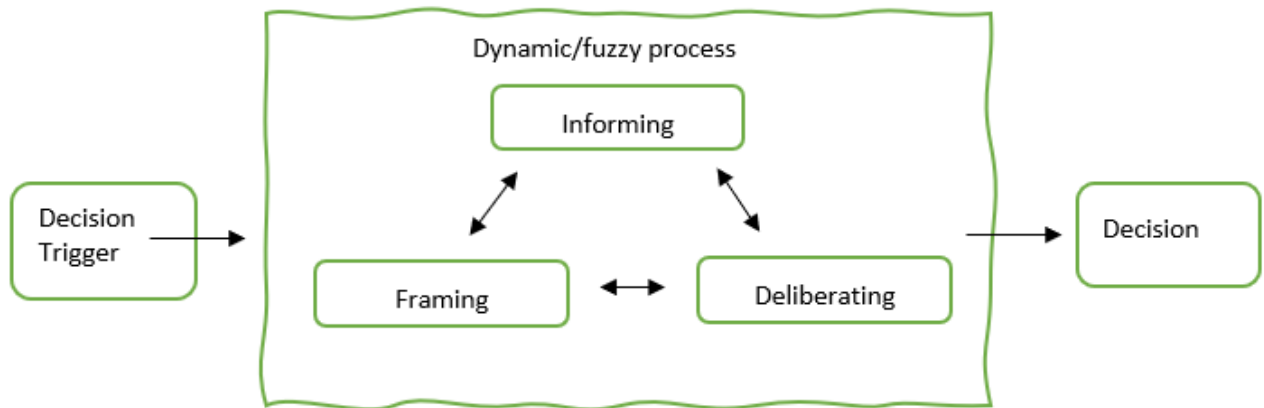 Dynamic/fuzzy process
Informing
Decision
Trigger
Framing
Deliberating
Decision